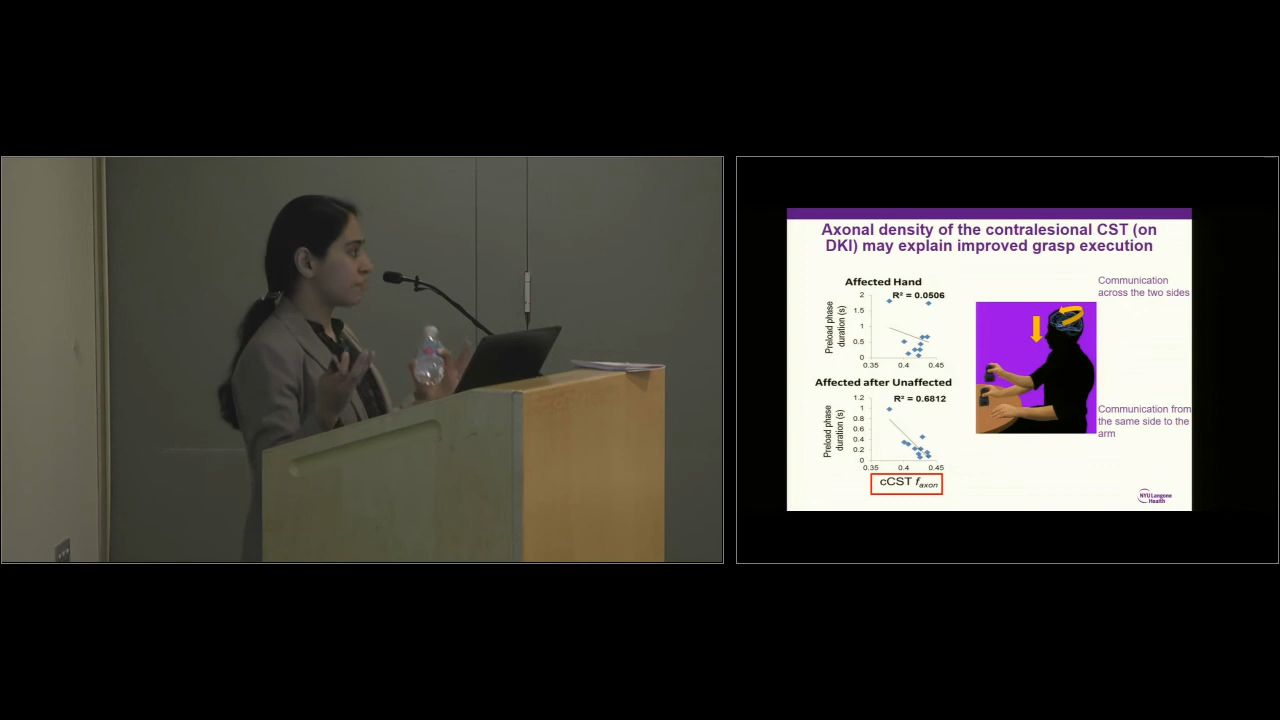 Axonal density of the contralesional CST (on
DKI) may explain improved grasp execution
Affected Hand
R² = 0.0506
Preload phase
duration (s)
2
1.5
1
0.5
0
0.35
0.4
0.45
Affected after Unaffected
R² = 0.6812
Preload phase
duration (s)
1.2
1
0.8
0.6
0.4
0.2
0
0.35
0.4
0.45
cCST faxon
Communication
across the two sides
Communication from
the same side to the
arm
NYU Langone
Health